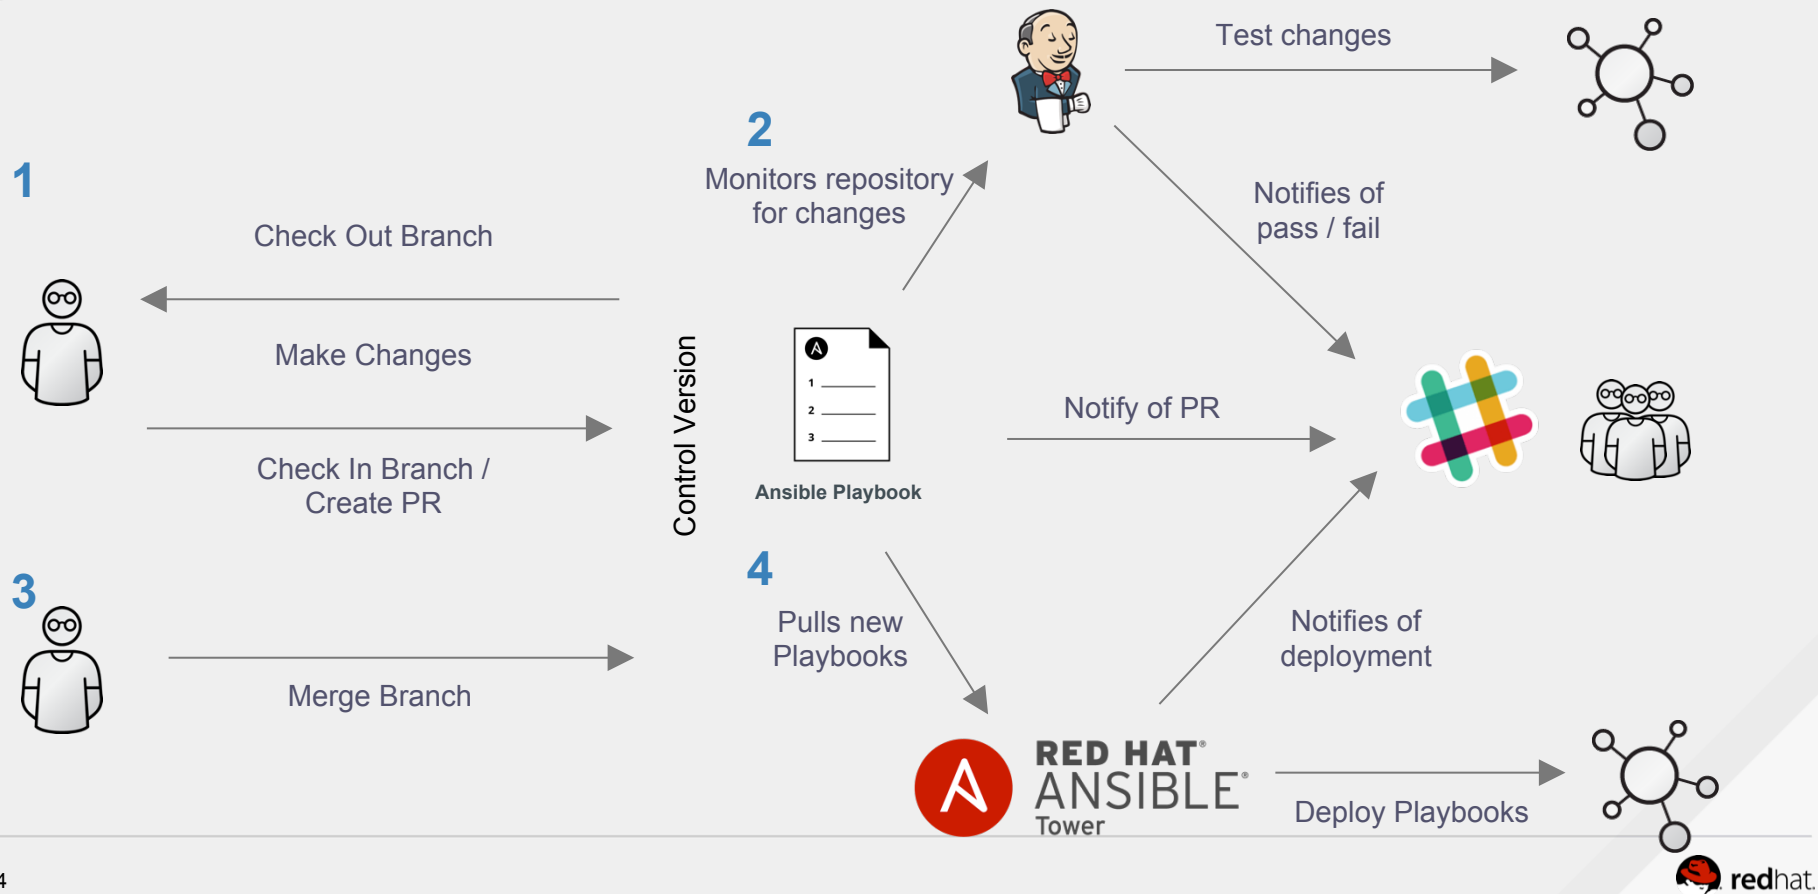 1
Check Out Branch
Make Changes
Check In Branch /
Create PR
2
Monitors repository
for changes
Test changes
Notifies of
pass / fail
Control Version
A
1
2
3
Ansible Playbook
Notify of PR
3
Merge Branch
4
Pulls new
Playbooks
Notifies of
deployment
A
RED HAT®
ANSIBLE®
Tower
Deploy Playbooks
4
redhat.